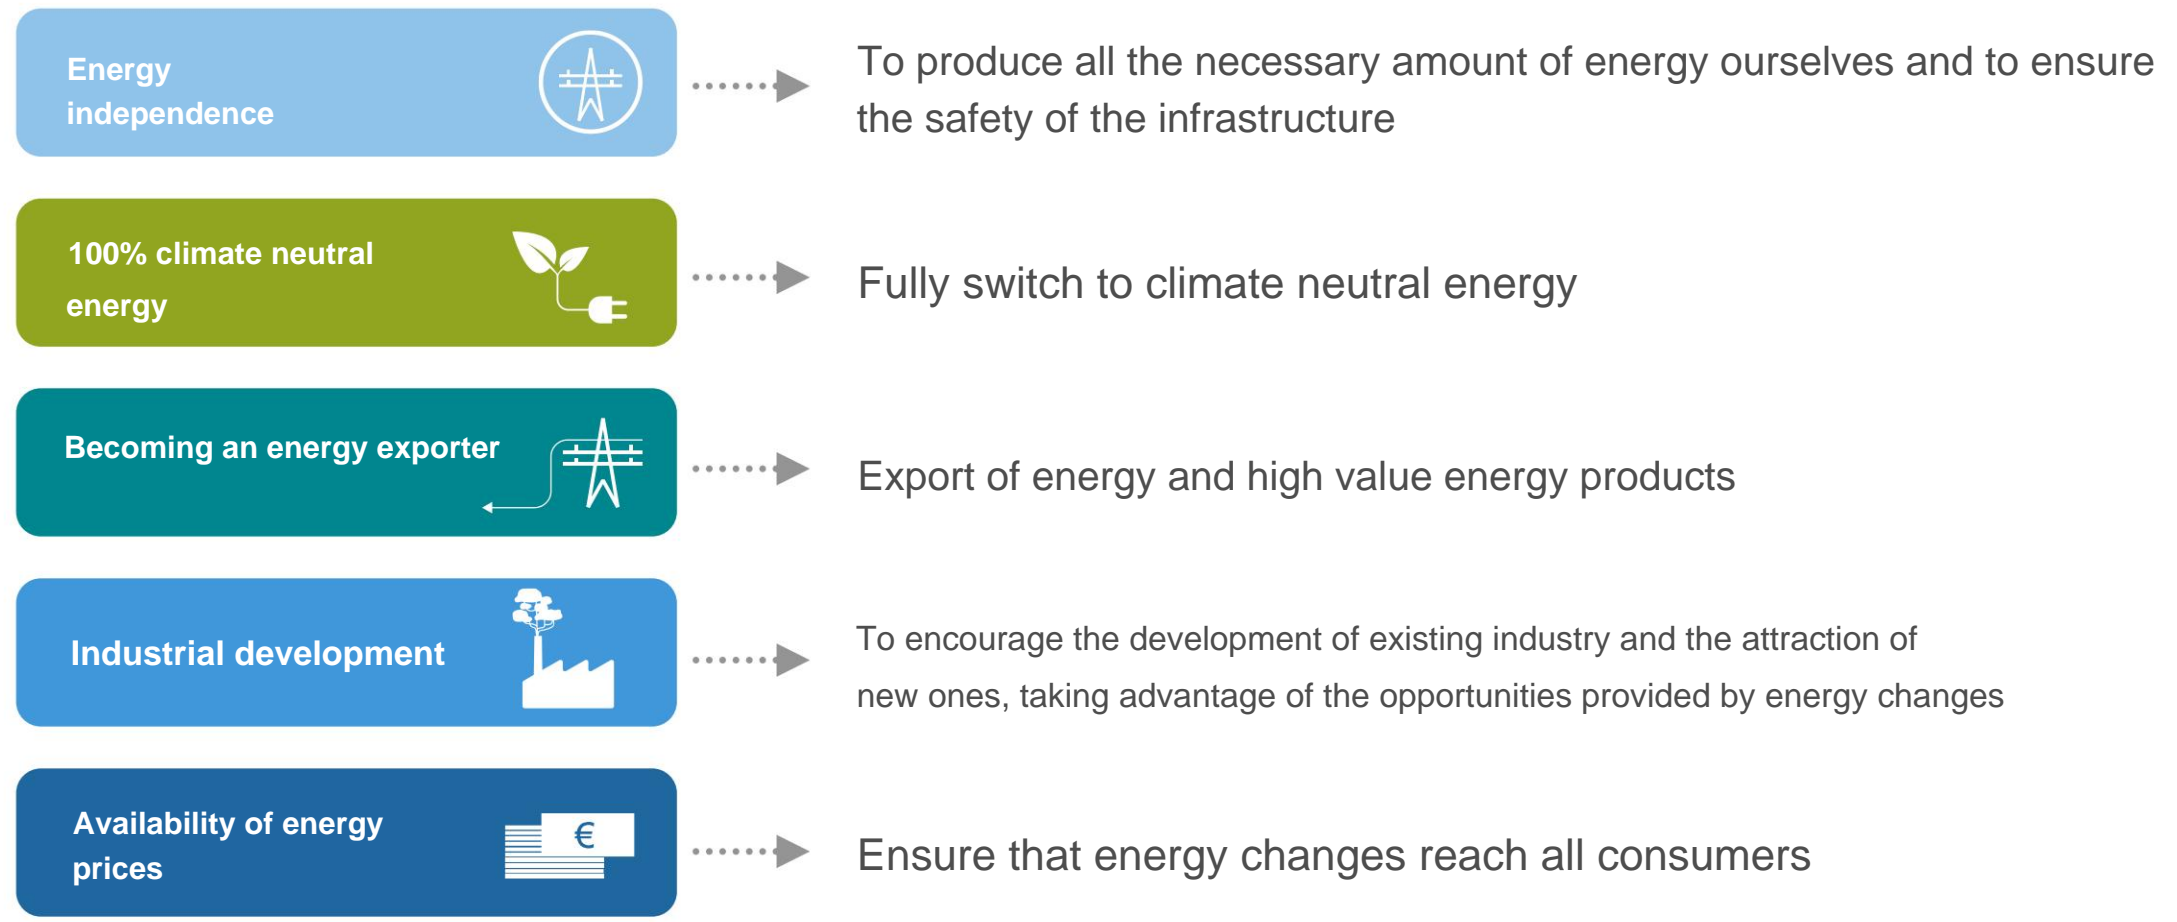 Energy
independence
To produce all the necessary amount of energy ourselves and to ensure
the safety of the infrastructure
100% climate neutral
energy
Fully switch to climate neutral energy
Becoming an energy exporter
Export of energy and high value energy products
Industrial development
To encourage the development of existing industry and the attraction of
new ones, taking advantage of the opportunities provided by energy changes
Availability of energy
prices
€
Ensure that energy changes reach all consumers